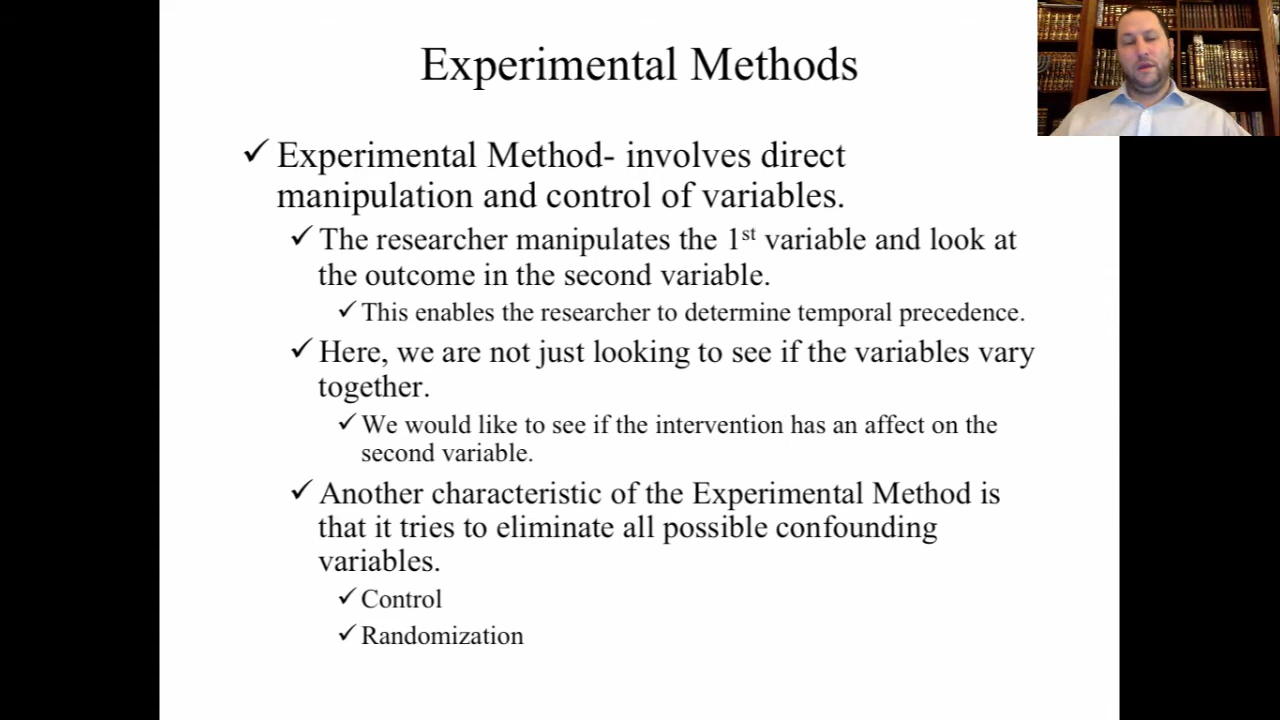 Experimental Methods
✓ Experimental Method- involves direct
manipulation and control of variables.
✓ The researcher manipulates the 1st variable and look at
the outcome in the second variable.
✓ This enables the researcher to determine temporal precedence.
✓ Here, we are not just looking to see if the variables vary
together.
✓ We would like to see if the intervention has an affect on the
second variable.
✓ Another characteristic of the Experimental Method is
that it tries to eliminate all possible confounding
variables.
✓ Control
✓ Randomization